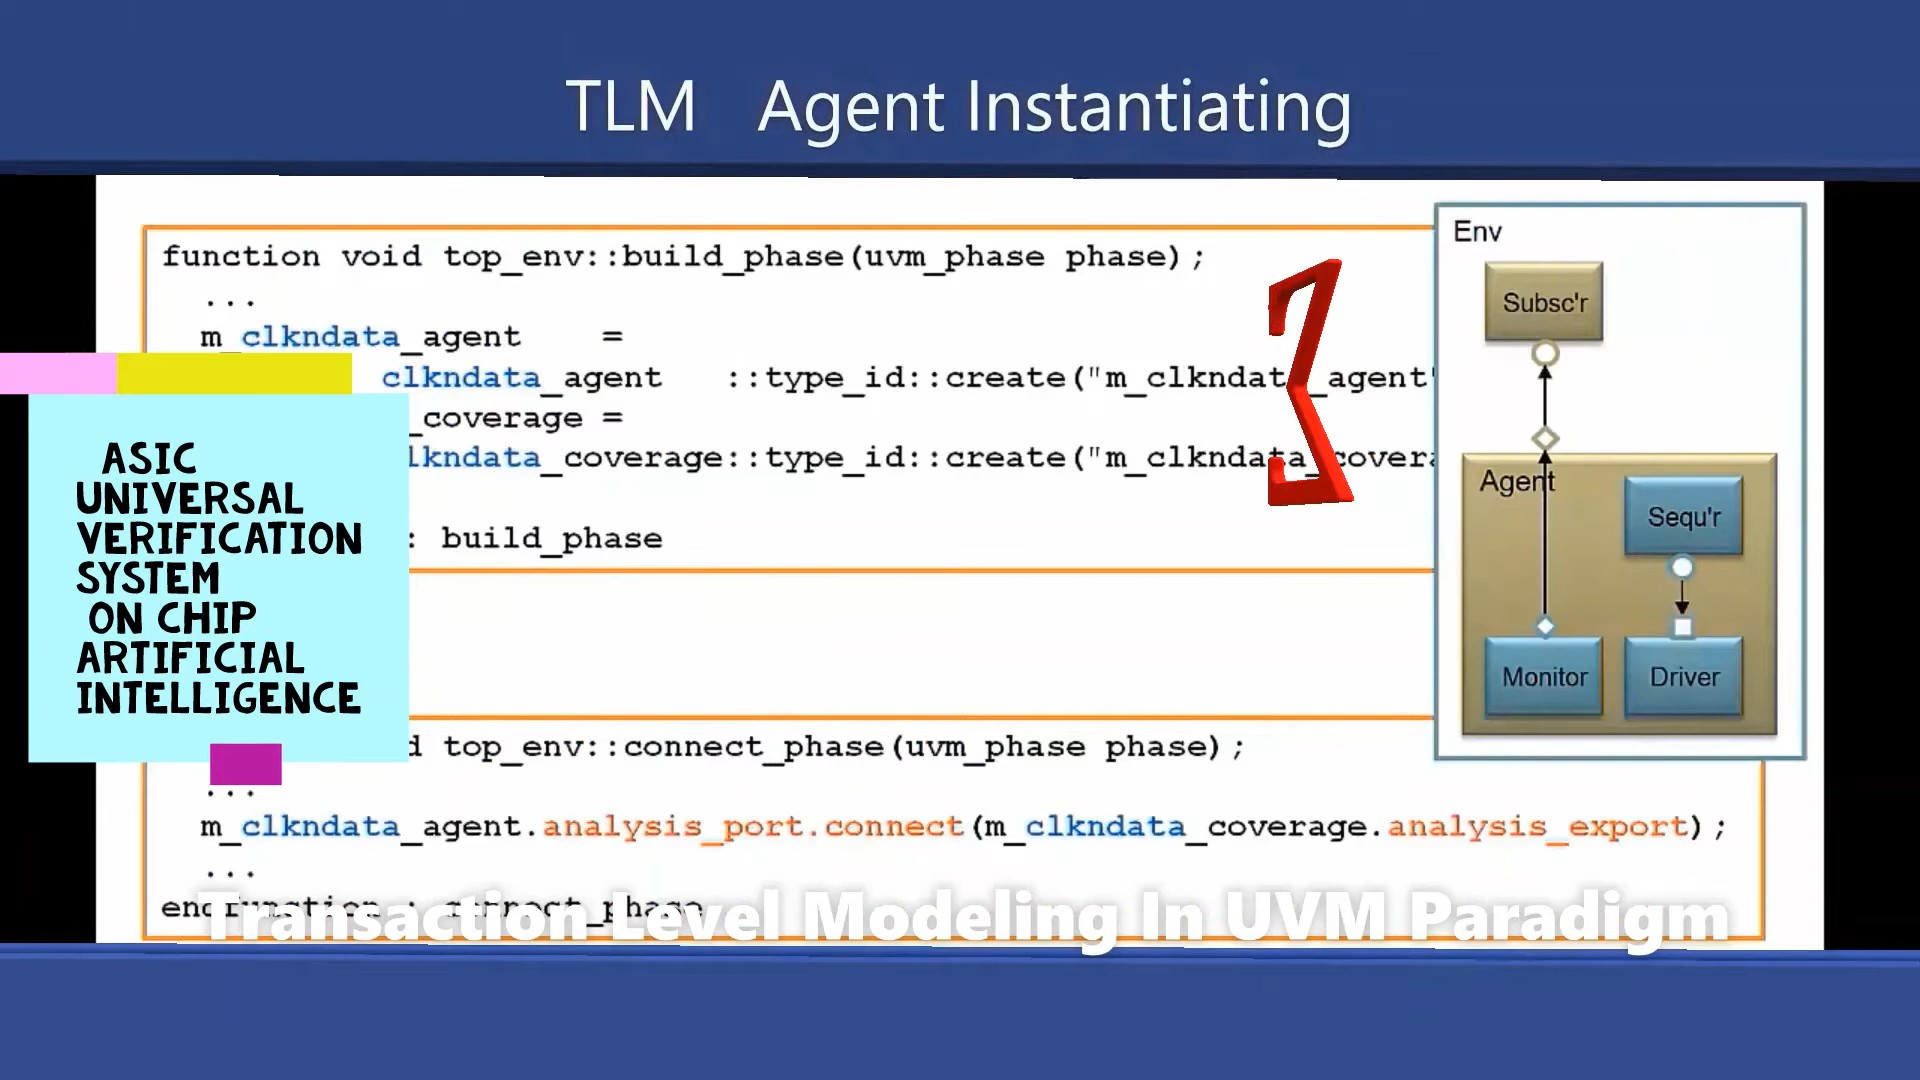 TLM Agent Instantiating
function void top_env::build_phase(uvm_phase phase);
...
m_clkndata_agent =
clkndata_agent ::type_id::create("m_clkndata_agent"
_coverage =
lkndata_coverage::type_id::create("m_clkndata_covera
: build_phase
d top_env::connect_phase(uvm_phase phase);
...
m_clkndata_agent.analysis_port.connect(m_clkndata_coverage.analysis_export);
...
endfunction : connect_phase
Env
Subsc'r
Agent
Sequ'r
Monitor
Driver
ASIC
UNIVERSAL
VERIFICATION
SYSTEM
ON CHIP
ARTIFICIAL
INTELLIGENCE
Transaction Level Modeling In UVM Paradigm